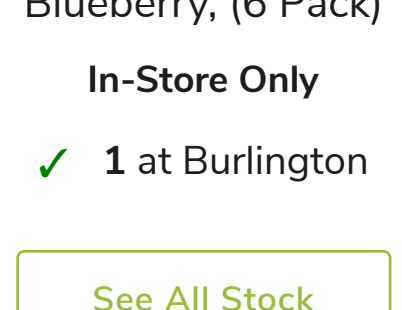 Blueberry, (6 Pack)
In-Store Only
✓ 1 at Burlington
See All Stock